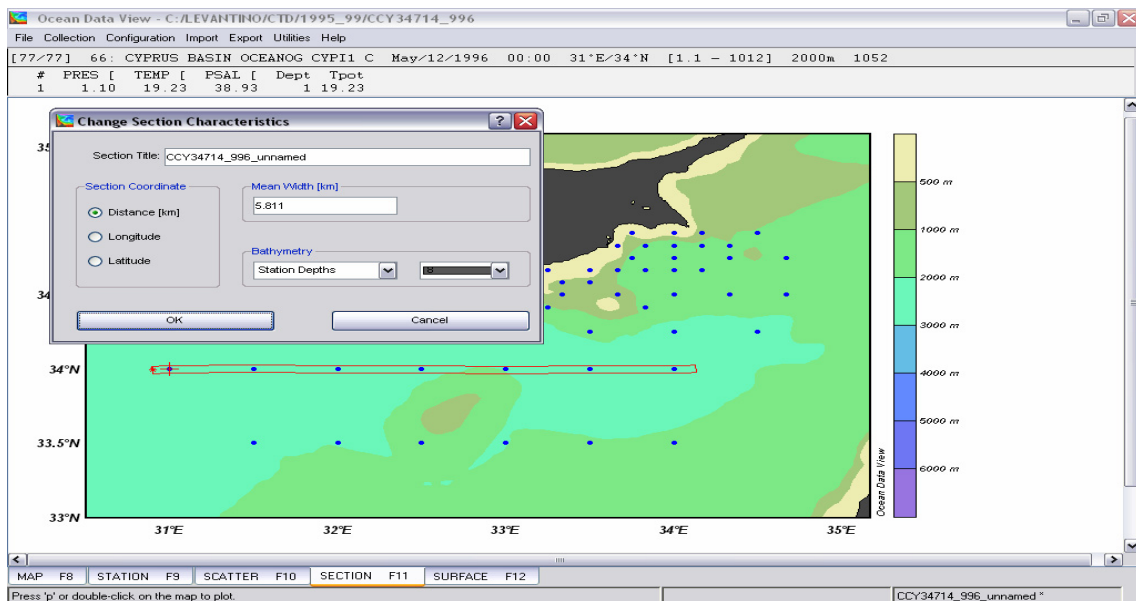 Ocean Data View - C:/LEVANTINO/CTD/1995_99/CCY34714_996
File Collection Configuration Import Export Utilities Help
[77/77] 66: CYPRUS BASIN OCEANOG CYPI1 C May/12/1996 00:00 31°E/34°N [1.1 - 1012] 2000m 1052
# PRES [ TEMP [ PSAL [ Dept Tpot
1 1.10 19.23 38.93 1 19.23
Change Section Characteristics
Section Title: CCY34714_996_unnamed
Section Coordinate
Distance [km]
Longitude
Latitude
Mean Width [km]
5.811
Bathymetry
Station Depths
8
OK Cancel
34°N
33.5°N
33°N
31°E 32°E 33°E 34°E 35°E
500 m
1000 m
2000 m
3000 m
4000 m
5000 m
6000 m
Ocean Data View
MAP F8 STATION F9 SCATTER F10 SECTION F11 SURFACE F12
Press 'p' or double-click on the map to plot. CCY34714_996_unnamed *